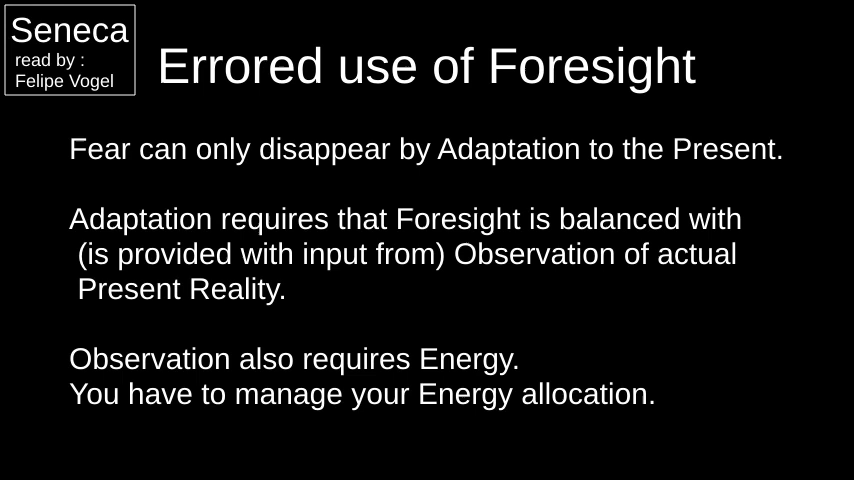 Seneca
read by :
Felipe Vogel
Errored use of Foresight
Fear can only disappear by Adaptation to the Present.
Adaptation requires that Foresight is balanced with
(is provided with input from) Observation of actual
Present Reality.
Observation also requires Energy.
You have to manage your Energy allocation.